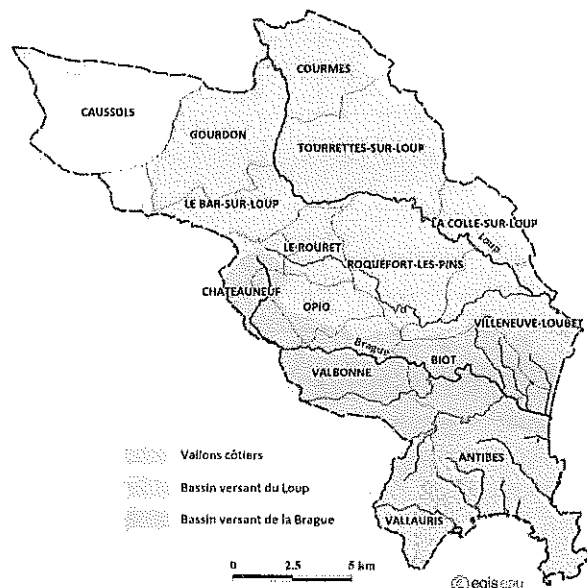 COURMES
CAUSSOLS
GOURDON
TOURRETTES-SUR-LOUP
LE BAR-SUR-LOUP
LA COLLE-SUR-LOUP
Loup
LE ROURET
ROQUEFORT-LES-PINS
CHATEAUNEUF
OPIO
VILLENEUVE-LOUBET
Brague
BIOT
VALBONNE
Vallons côtiers
ANTIBES
Bassin versant du Loup
Bassin versant de la Brague
VALLAURIS
0 2.5 5 km
egis eau